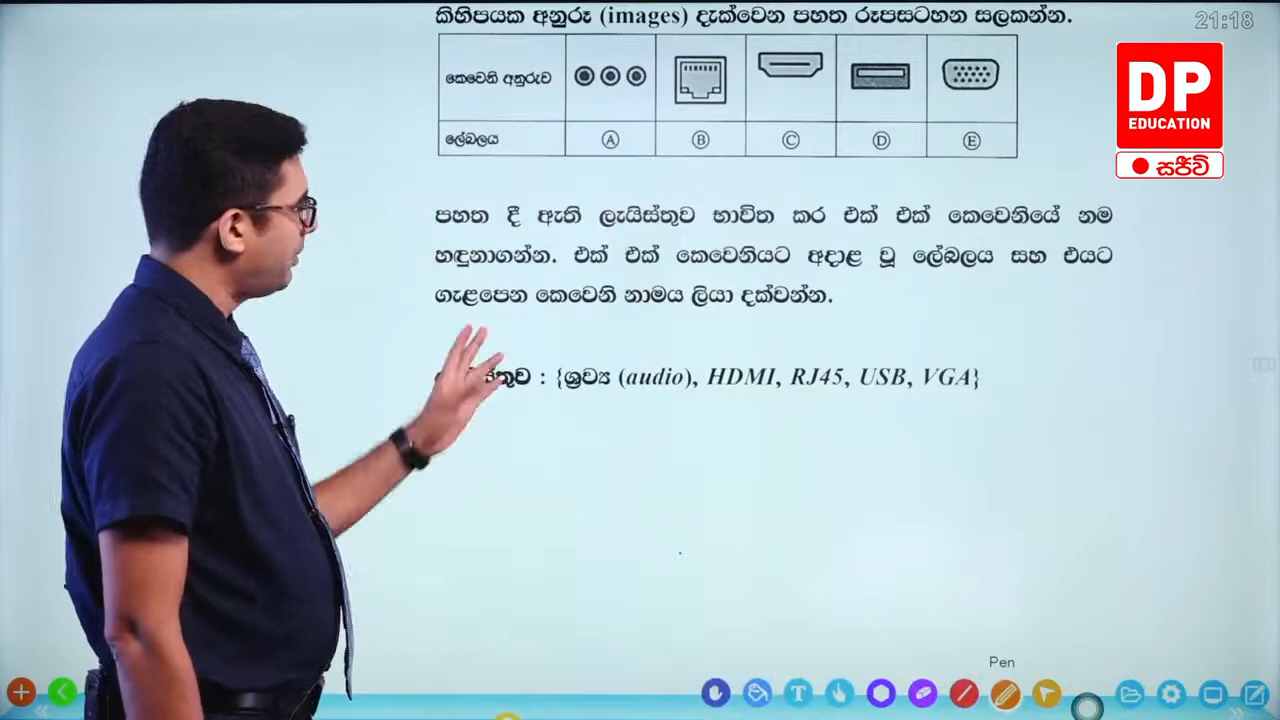 කිහිපයක අනුරූ (images) දැක්වෙන පහත රූපසටහන සලකන්න.
21:18
DP
EDUCATION
සජීවි
කෙවෙනි අනුරුව
ලේබලය Ⓐ Ⓑ Ⓒ Ⓓ Ⓔ
පහත දී ඇති ලැයිස්තුව භාවිත කර එක් එක් කෙවෙනියේ නම
හඳුනාගන්න. එක් එක් කෙවෙනියට අදාළ වූ ලේබලය සහ එයට
ගැළපෙන කෙවෙනි නාමය ලියා දක්වන්න.
: {ශ්‍රව්‍ය (audio), HDMI, RJ45, USB, VGA}
Pen